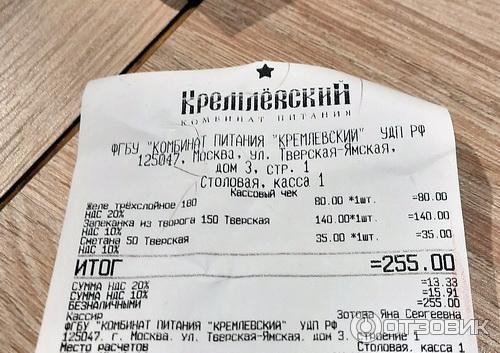 КРЕМЛЁВСКИЙ
КОМБИНАТ ПИТАНИЯ
ФГБУ "КОМБИНАТ ПИТАНИЯ "КРЕМЛЕВСКИЙ" УДП РФ
125047, Москва, ул. Тверская-Ямская,
дом 3, стр. 1
Столовая, касса 1
Кассовый чек
Желе трёхслойное 180 80.00 *1шт. =80.00
НДС 20%
Запеканка из творога 150 Тверская 140.00*1шт. =140.00
НДС 10%
Сметана 50 Тверская 35.00 *1шт. =35.00
НДС 10%
ИТОГ =255.00
СУММА НДС 20% =13.33
СУММА НДС 10% =15.91
БЕЗНАЛИЧНЫМИ =255.00
Кассир Зотова Яна Сергеевна
ФГБУ "КОМБИНАТ ПИТАНИЯ "КРЕМЛЕВСКИЙ" УДП РФ
125047, г. Москва, ул. Тверская-Ямская, дом 3, строение 1
Место расчетов Столовая, касса 1
ОТЗОВИК